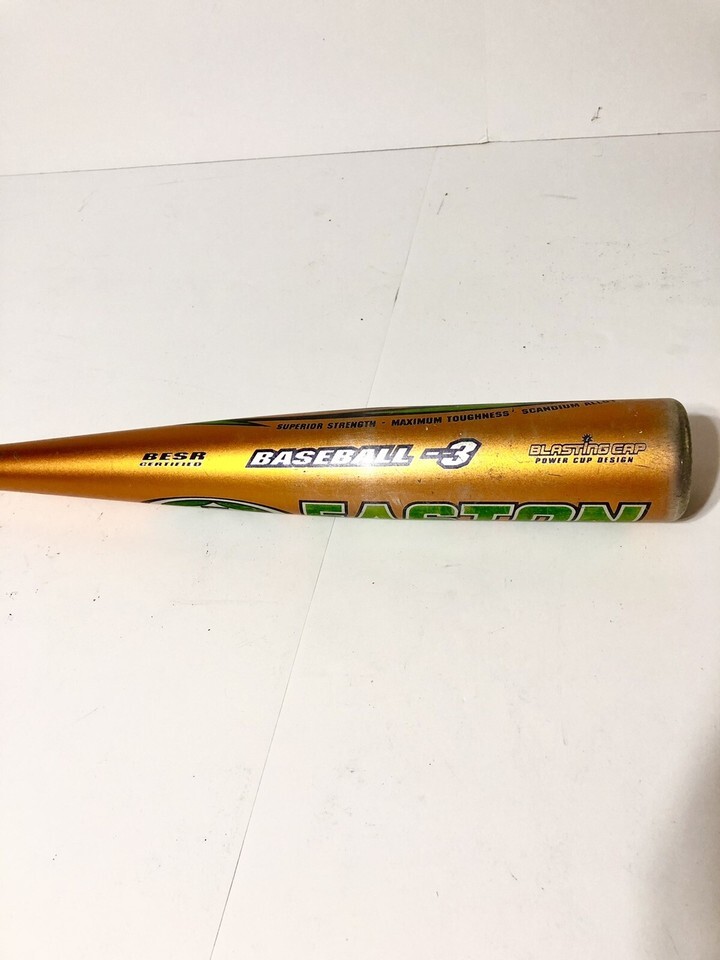 SUPERIOR STRENGTH · MAXIMUM TOUGHNESS SCANDIUM ALLOY
BESR
CERTIFIED
BASEBALL -3
BLASTING CAP
POWER CUP DESIGN
EASTON